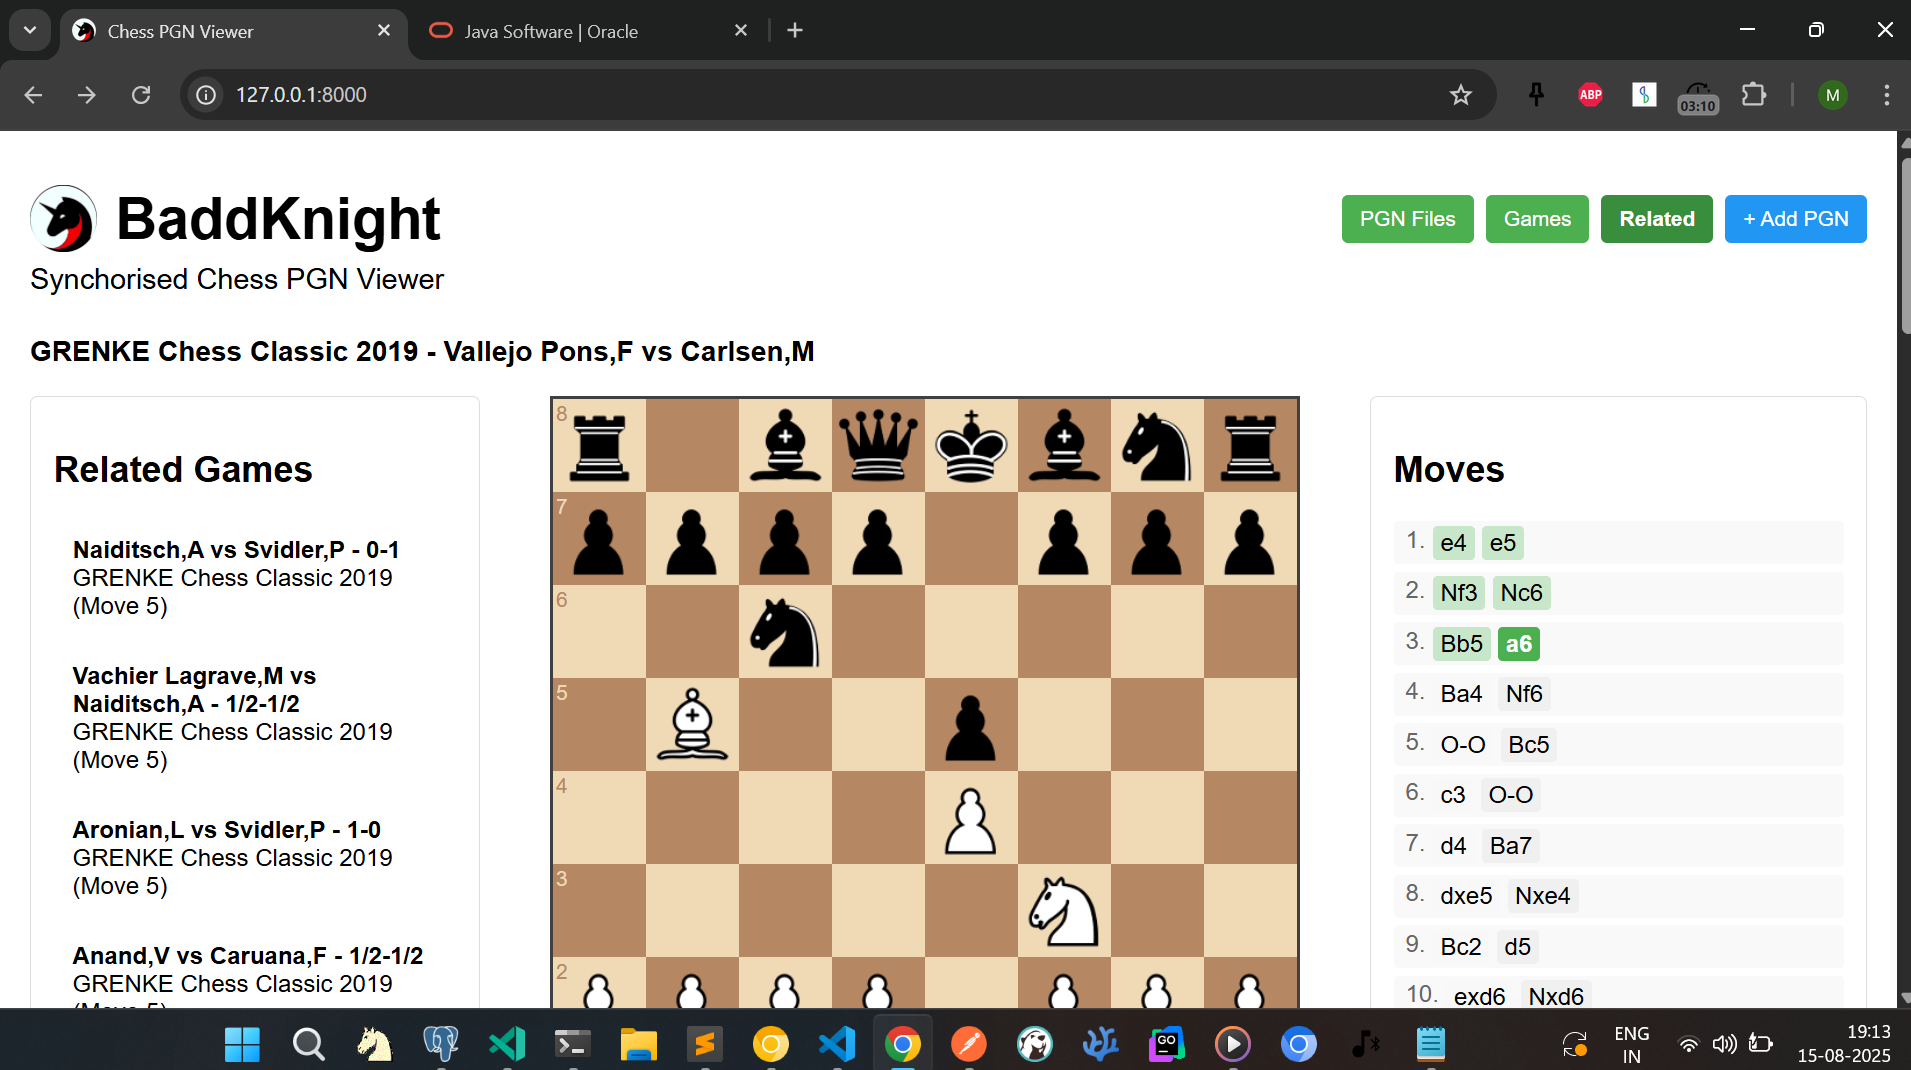 Chess PGN Viewer
Java Software | Oracle
127.0.0.1:8000
ABP
03:10
M
BaddKnight
PGN Files
Games
Related
+ Add PGN
Synchorised Chess PGN Viewer
GRENKE Chess Classic 2019 - Vallejo Pons,F vs Carlsen,M
Related Games
Naiditsch,A vs Svidler,P - 0-1
GRENKE Chess Classic 2019
(Move 5)
Vachier Lagrave,M vs
Naiditsch,A - 1/2-1/2
GRENKE Chess Classic 2019
(Move 5)
Aronian,L vs Svidler,P - 1-0
GRENKE Chess Classic 2019
(Move 5)
Anand,V vs Caruana,F - 1/2-1/2
GRENKE Chess Classic 2019
(Move 5)
8
7
6
5
4
3
2
Moves
1. e4 e5
2. Nf3 Nc6
3. Bb5 a6
4. Ba4 Nf6
5. O-O Bc5
6. c3 O-O
7. d4 Ba7
8. dxe5 Nxe4
9. Bc2 d5
10. exd6 Nxd6
GO
ENG
IN
19:13
15-08-2025